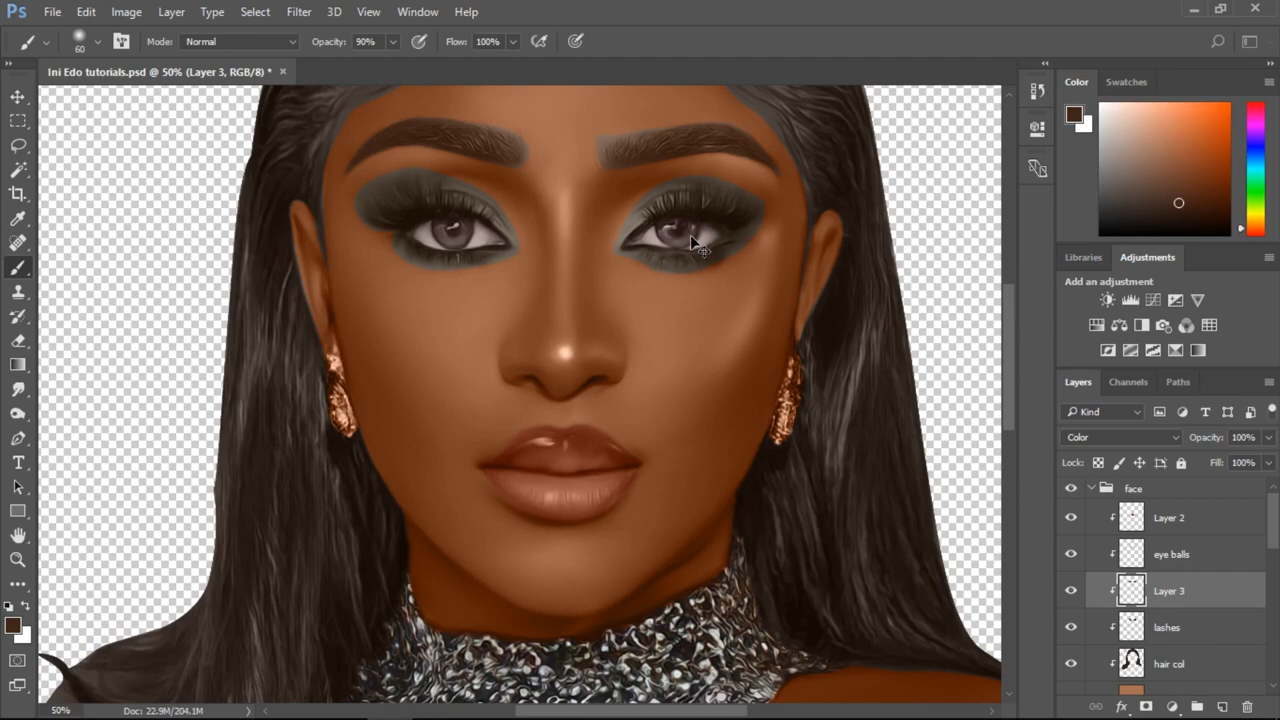 Ps File Edit Image Layer Type Select Filter 3D View Window Help
60 Mode: Normal Opacity: 90% Flow: 100%
Ini Edo tutorials.psd @ 50% (Layer 3, RGB/8) *
Color Swatches
Libraries Adjustments
Add an adjustment
Layers Channels Paths
Kind
Color Opacity: 100%
Lock: Fill: 100%
face
Layer 2
eye balls
Layer 3
lashes
hair col
50% Doc: 22.9M/204.1M